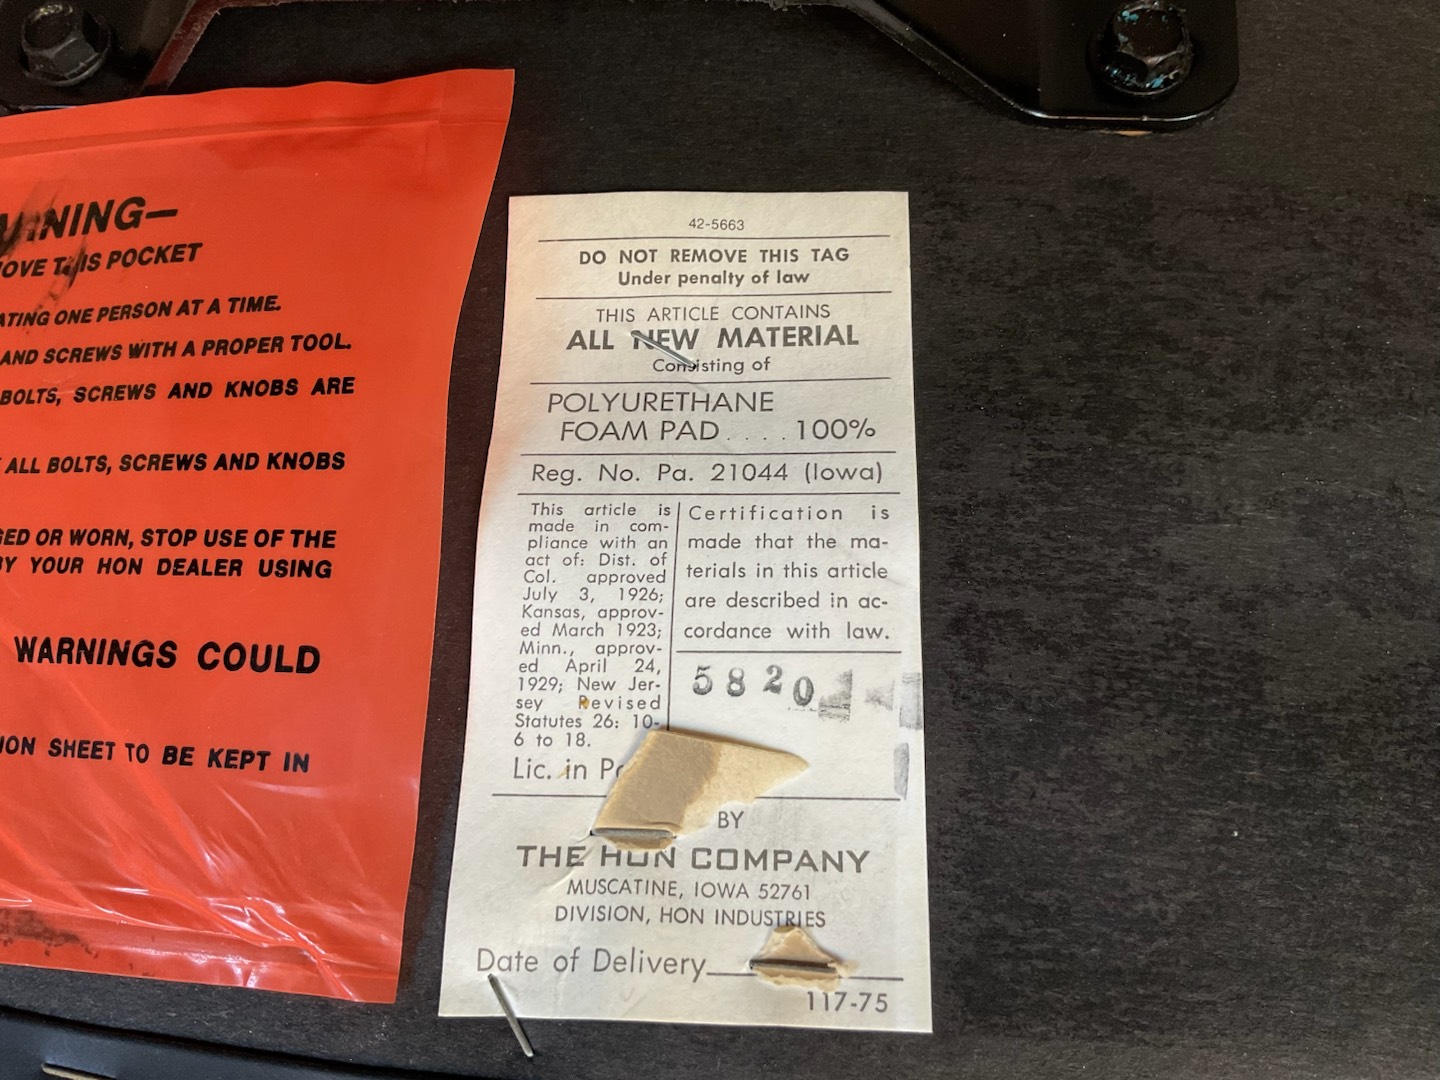 OVE THIS POCKET
ATING ONE PERSON AT A TIME.
AND SCREWS WITH A PROPER TOOL.
BOLTS, SCREWS AND KNOBS ARE
ALL BOLTS, SCREWS AND KNOBS
GED OR WORN, STOP USE OF THE
BY YOUR HON DEALER USING
WARNINGS COULD
ION SHEET TO BE KEPT IN
42-5663
DO NOT REMOVE THIS TAG
Under penalty of law
THIS ARTICLE CONTAINS
ALL NEW MATERIAL
Consisting of
POLYURETHANE
FOAM PAD .... 100%
Reg. No. Pa. 21044 (Iowa)
This article is
made in com-
pliance with an
act of: Dist. of
Col. approved
July 3, 1926;
Kansas, approv-
ed March 1923;
Minn., approv-
ed April 24,
1929; New Jer-
sey Revised
Statutes 26: 10-
6 to 18.
Lic. in
Certification is
made that the ma-
terials in this article
are described in ac-
cordance with law.
5820
BY
THE HON COMPANY
MUSCATINE, IOWA 52761
DIVISION, HON INDUSTRIES
Date of Delivery
117-75